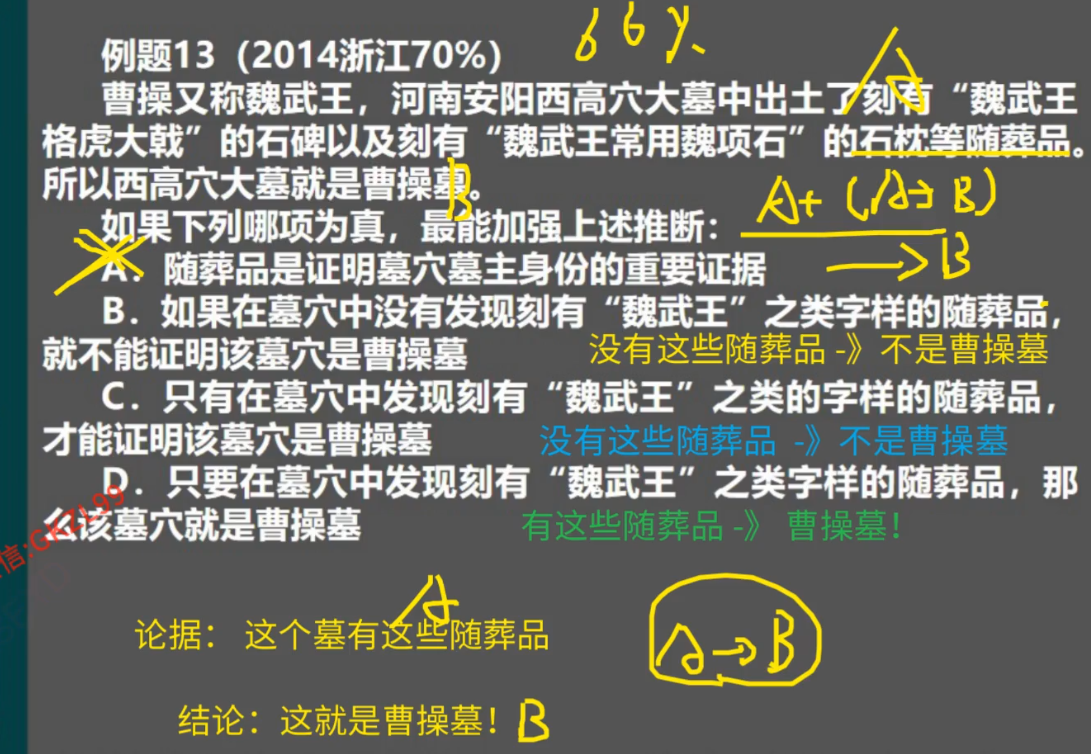 例题13（2014浙江70%）
66%
曹操又称魏武王，河南安阳西高穴大墓中出土了刻有“魏武王
A
格虎大戟”的石碑以及刻有“魏武王常用魏项石”的石枕等随葬品。
所以西高穴大墓就是曹操墓。
B
A+（A→B）
如果下列哪项为真，最能加强上述推断：
→B
A．随葬品是证明墓穴墓主身份的重要证据
B．如果在墓穴中没有发现刻有“魏武王”之类字样的随葬品，
就不能证明该墓穴是曹操墓
没有这些随葬品 -》 不是曹操墓
C．只有在墓穴中发现刻有“魏武王”之类的字样的随葬品，
才能证明该墓穴是曹操墓
没有这些随葬品 -》不是曹操墓
D．只要在墓穴中发现刻有“魏武王”之类字样的随葬品，那
么该墓穴就是曹操墓
有这些随葬品 -》 曹操墓！
信:GKZL99
论据： 这个墓有这些随葬品
A
A→B
结论：这就是曹操墓！
B